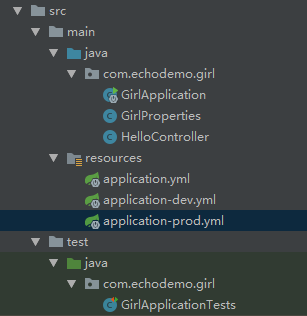 src
main
java
com.echodemo.girl
GirlApplication
GirlProperties
HelloController
resources
application.yml
application-dev.yml
application-prod.yml
test
java
com.echodemo.girl
GirlApplicationTests